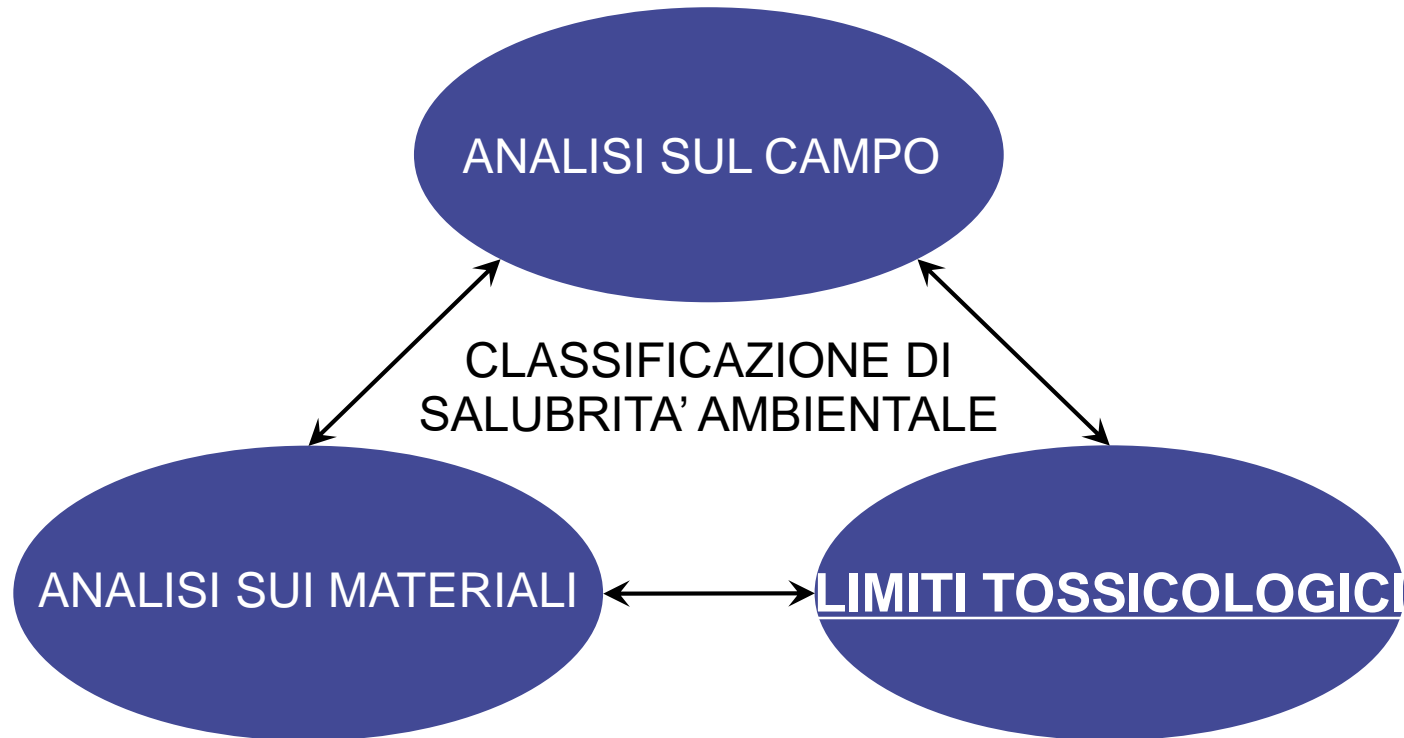 ANALISI SUL CAMPO
CLASSIFICAZIONE DI
SALUBRITA’ AMBIENTALE
ANALISI SUI MATERIALI
LIMITI TOSSICOLOGICI